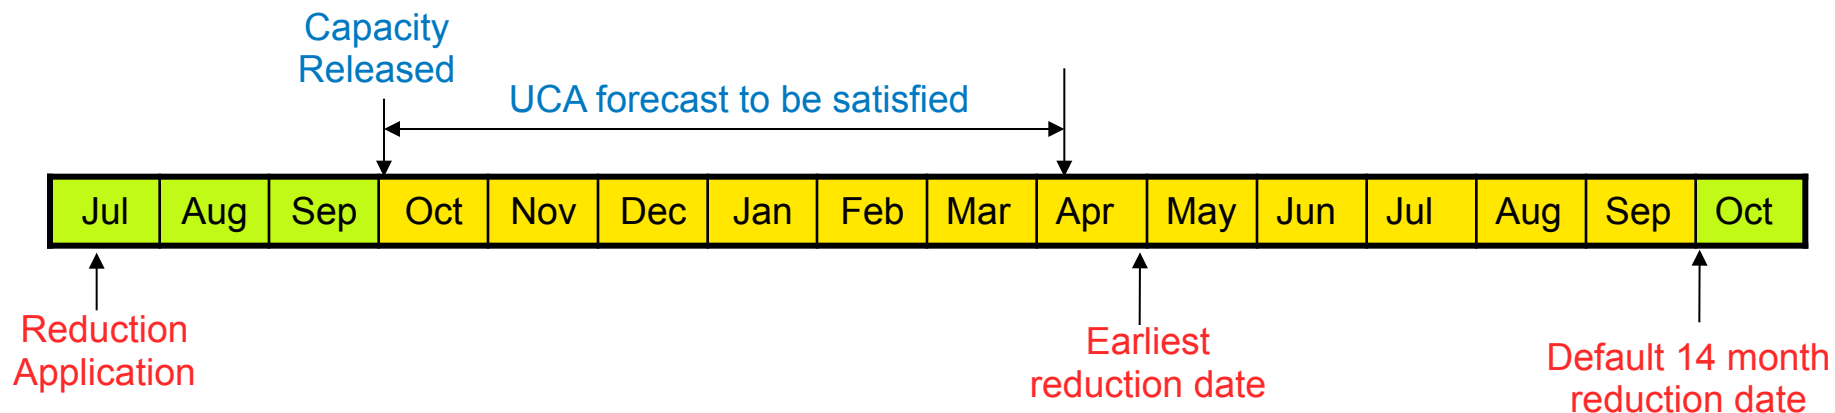 Capacity
Released
UCA forecast to be satisfied
Jul Aug Sep Oct Nov Dec Jan Feb Mar Apr May Jun Jul Aug Sep Oct
Reduction
Application
Earliest
reduction date
Default 14 month
reduction date